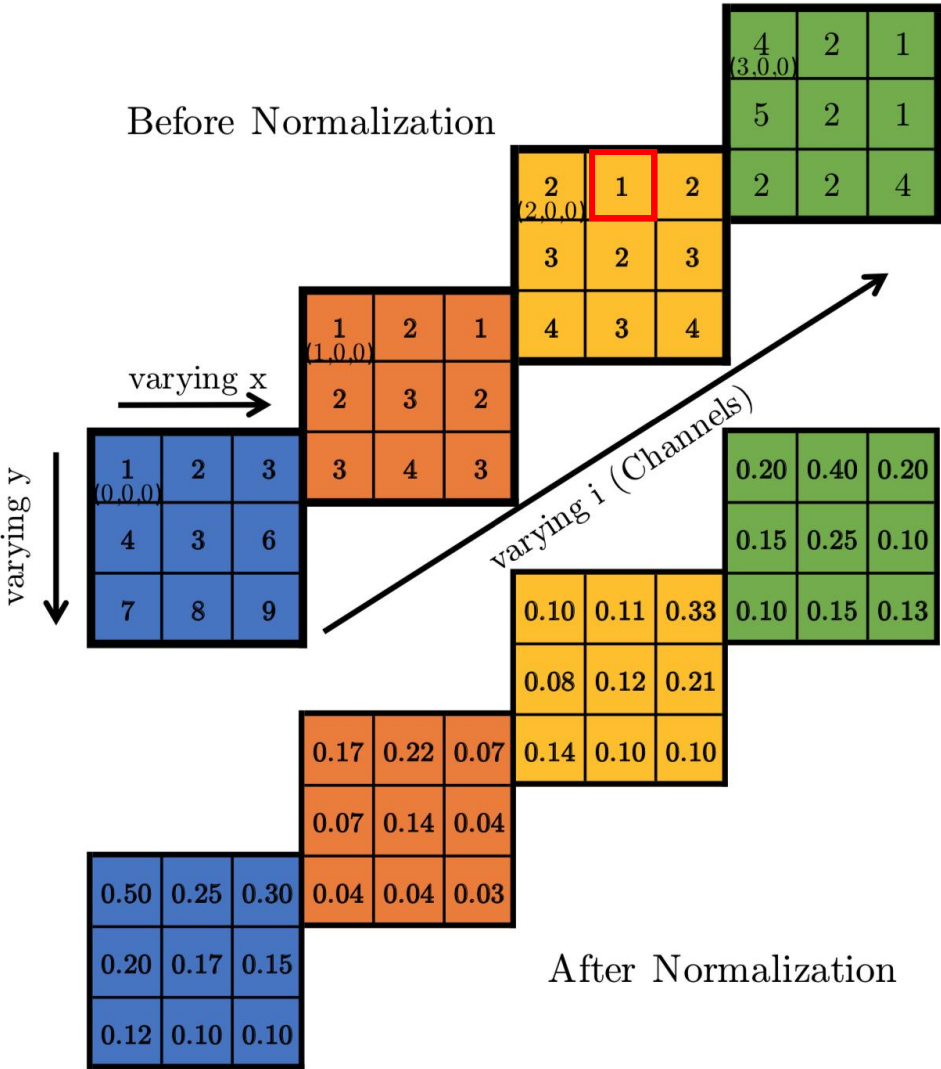 Before Normalization
4 2 1
(3,0,0)
5 2 1
2 2 4
2 1 2
(2,0,0)
3 2 3
4 3 4
1 2 1
(1,0,0)
2 3 2
3 4 3
varying x
varying y
1 2 3
(0,0,0)
4 3 6
7 8 9
varying i (Channels)
0.20 0.40 0.20
0.15 0.25 0.10
0.10 0.15 0.13
0.10 0.11 0.33
0.08 0.12 0.21
0.14 0.10 0.10
0.17 0.22 0.07
0.07 0.14 0.04
0.04 0.04 0.03
0.50 0.25 0.30
0.20 0.17 0.15
0.12 0.10 0.10
After Normalization